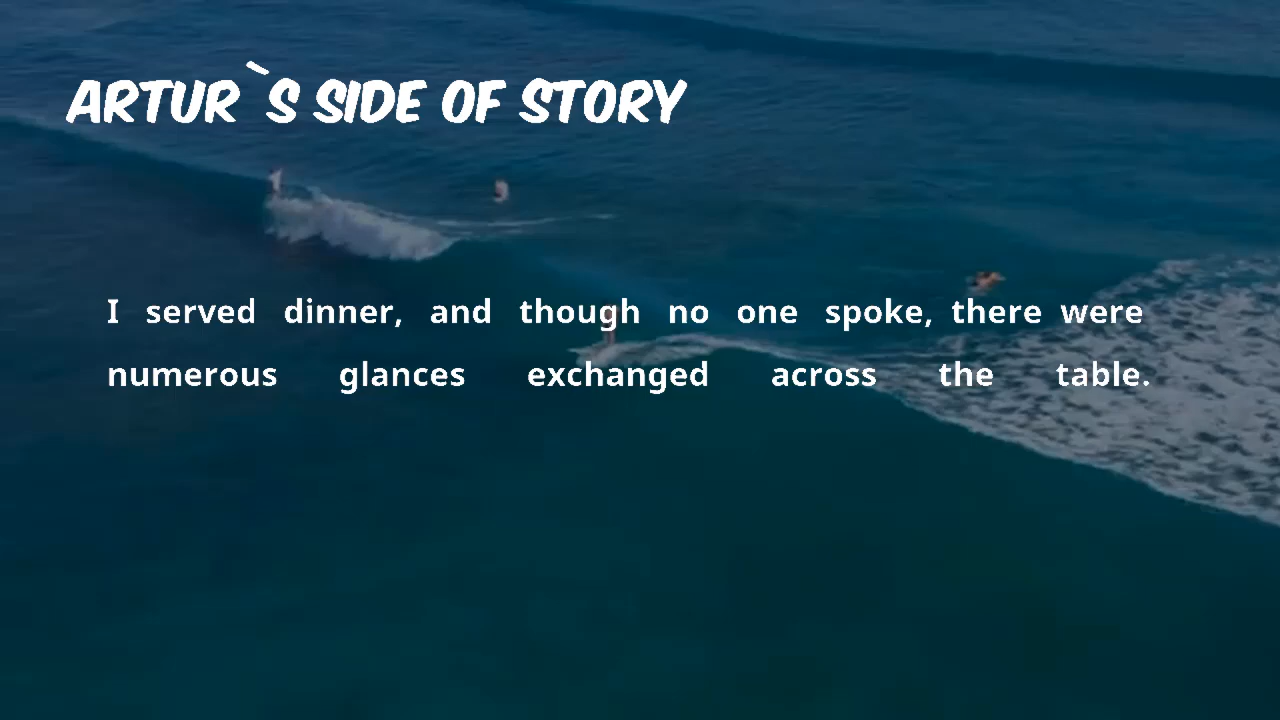 ARTUR`S SIDE OF STORY
I served dinner, and though no one spoke, there were
numerous glances exchanged across the table.